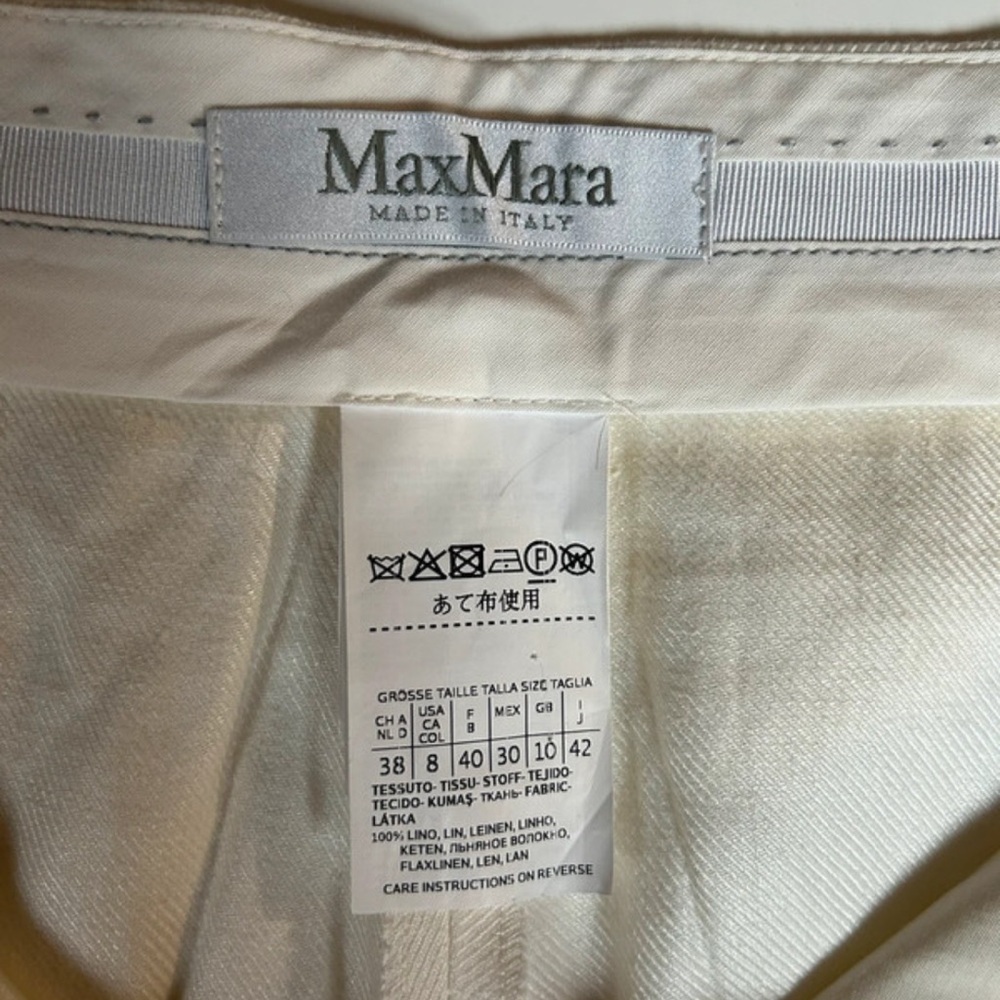 MaxMara
MADE IN ITALY
P W
あて布使用
GRÖSSE TAILLE TALLA SIZE TAGLIA
CH A NL D | USA CA COL | F B | MEX | GB | I J
38 | 8 | 40 | 30 | 10 | 42
TESSUTO- TISSU- STOFF- TEJIDO-
TECIDO- KUMAŞ- ТКАНЬ- FABRIC-
LÁTKA
100% LINO, LIN, LEINEN, LINHO,
KETEN, ЛЬНЯНОЕ ВОЛОКНО,
FLAXLINEN, LEN, LAN
CARE INSTRUCTIONS ON REVERSE